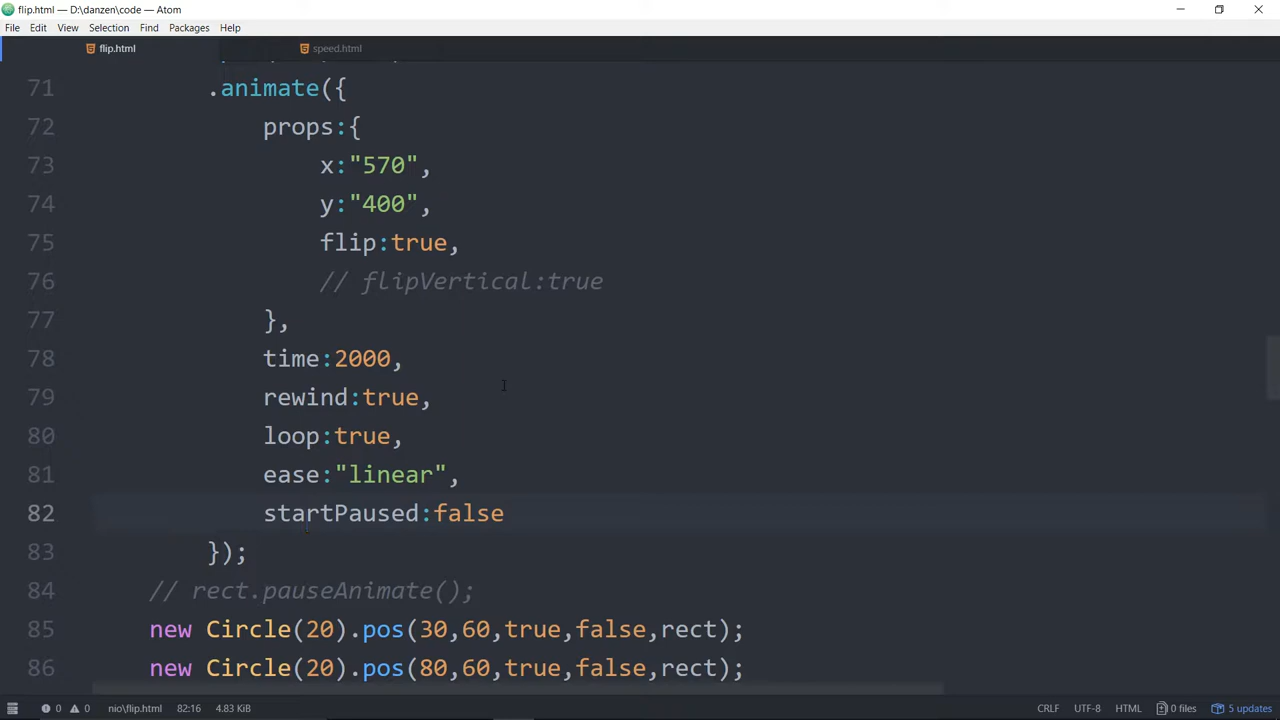 flip.html — D:\danzen\code — Atom
File Edit View Selection Find Packages Help
flip.html speed.html
71 .animate({
72 props:{
73 x:"570",
74 y:"400",
75 flip:true,
76 // flipVertical:true
77 },
78 time:2000,
79 rewind:true,
80 loop:true,
81 ease:"linear",
82 startPaused:false
83 });
84 // rect.pauseAnimate();
85 new Circle(20).pos(30,60,true,false,rect);
86 new Circle(20).pos(80,60,true,false,rect);
0 0 nio\flip.html 82:16 4.83 KiB CRLF UTF-8 HTML 0 files 5 updates